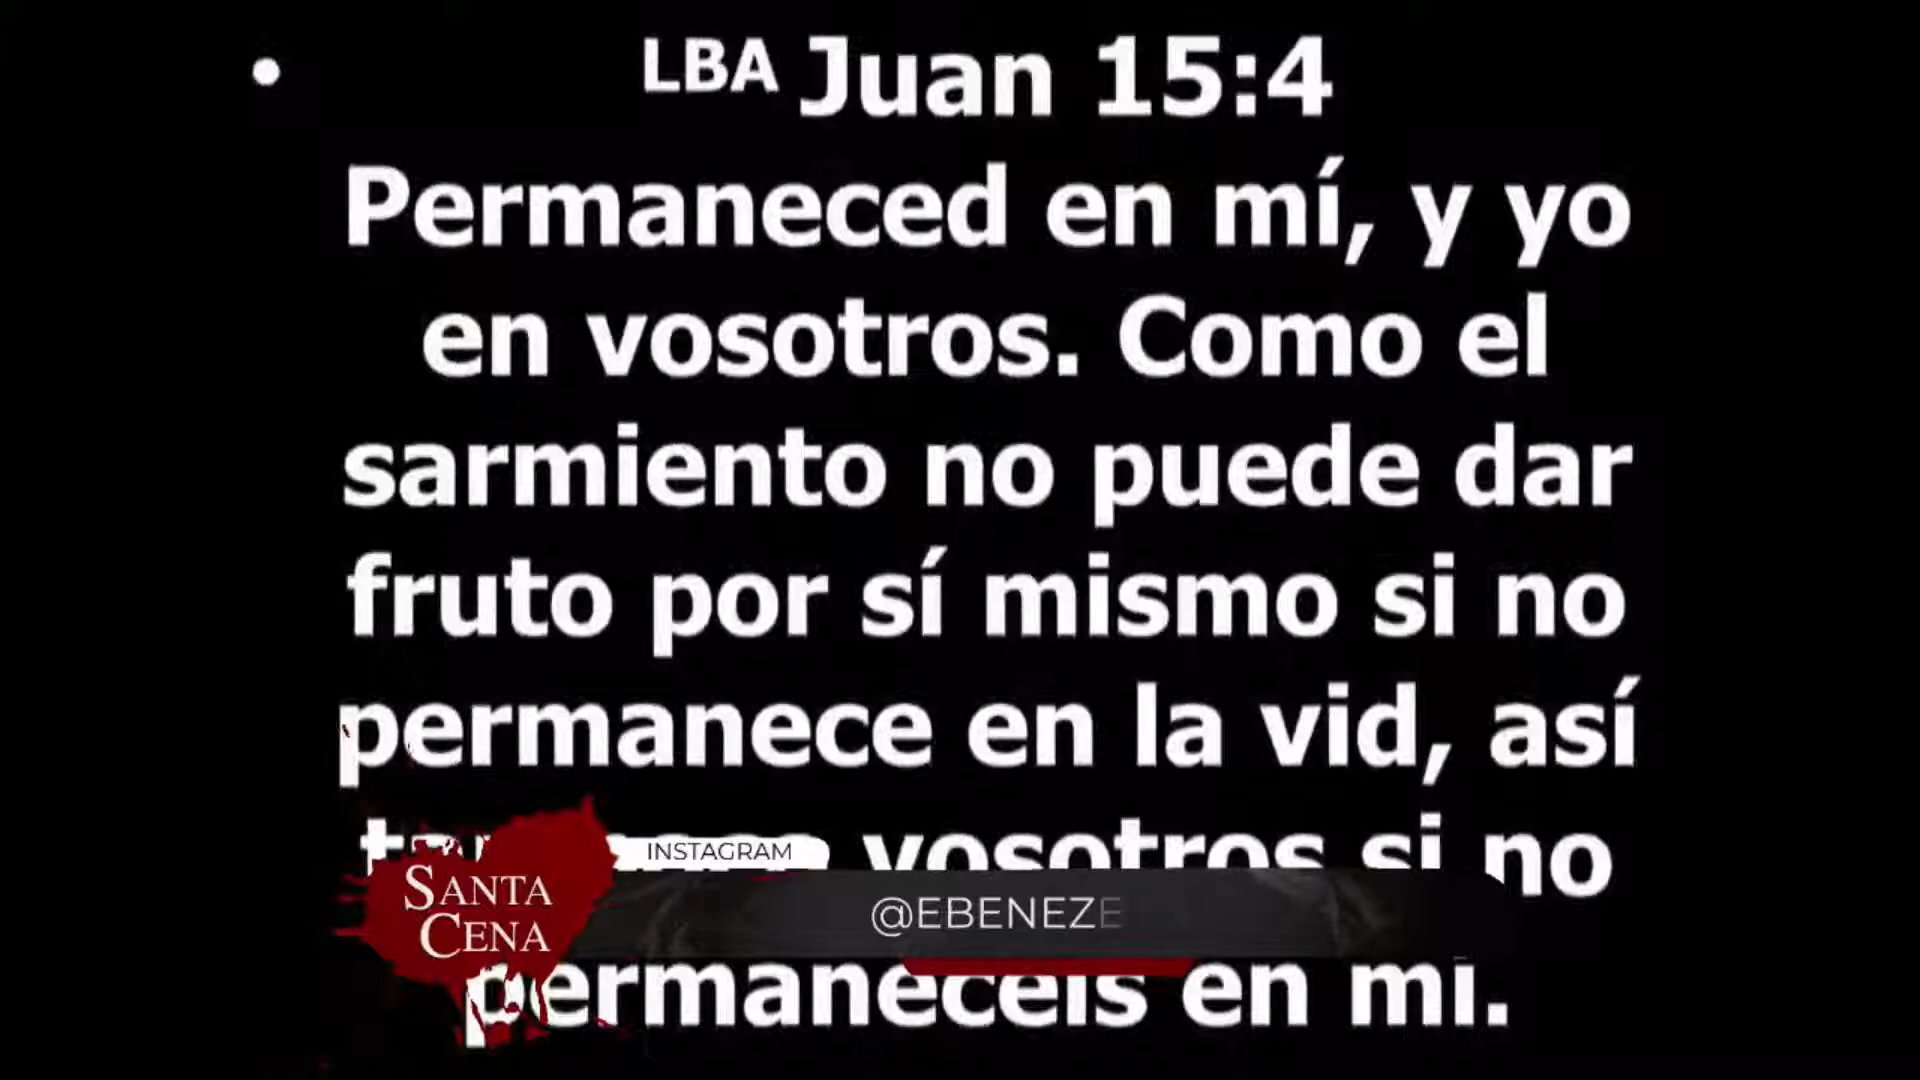 • LBA Juan 15:4
Permaneced en mí, y yo
en vosotros. Como el
sarmiento no puede dar
fruto por sí mismo si no
permanece en la vid, así
vosotros si no
INSTAGRAM
SANTA
CENA
@EBENEZE
permanecéis en mí.